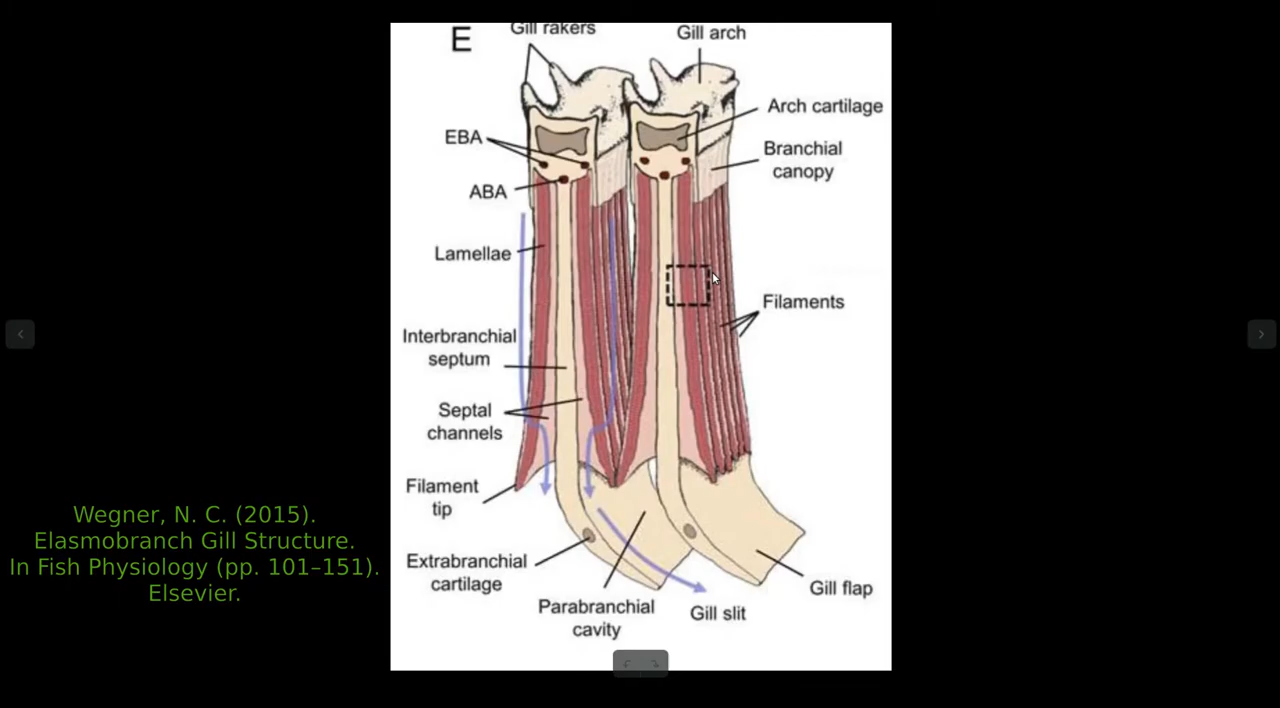 E
Gill rakers
Gill arch
Arch cartilage
EBA
Branchial
canopy
ABA
Lamellae
Filaments
Interbranchial
septum
Septal
channels
Filament
tip
Extrabranchial
cartilage
Gill flap
Parabranchial
cavity
Gill slit
Wegner, N. C. (2015).
Elasmobranch Gill Structure.
In Fish Physiology (pp. 101–151).
Elsevier.